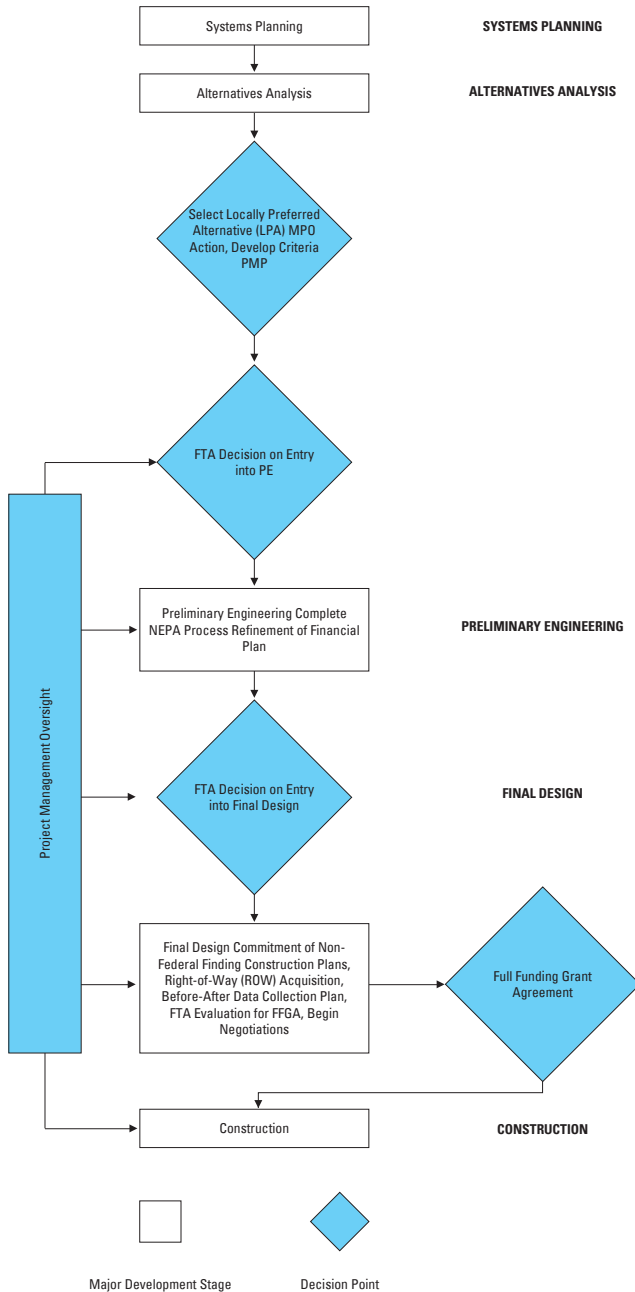 Systems Planning
SYSTEMS PLANNING
Alternatives Analysis
ALTERNATIVES ANALYSIS
Select Locally Preferred
Alternative (LPA) MPO
Action, Develop Criteria
PMP
FTA Decision on Entry
into PE
Project Management Oversight
Preliminary Engineering Complete
NEPA Process Refinement of Financial
Plan
PRELIMINARY ENGINEERING
FTA Decision on Entry
into Final Design
FINAL DESIGN
Final Design Commitment of Non-
Federal Finding Construction Plans,
Right-of-Way (ROW) Acquisition,
Before-After Data Collection Plan,
FTA Evaluation for FFGA, Begin
Negotiations
Full Funding Grant
Agreement
Construction
CONSTRUCTION
Major Development Stage
Decision Point